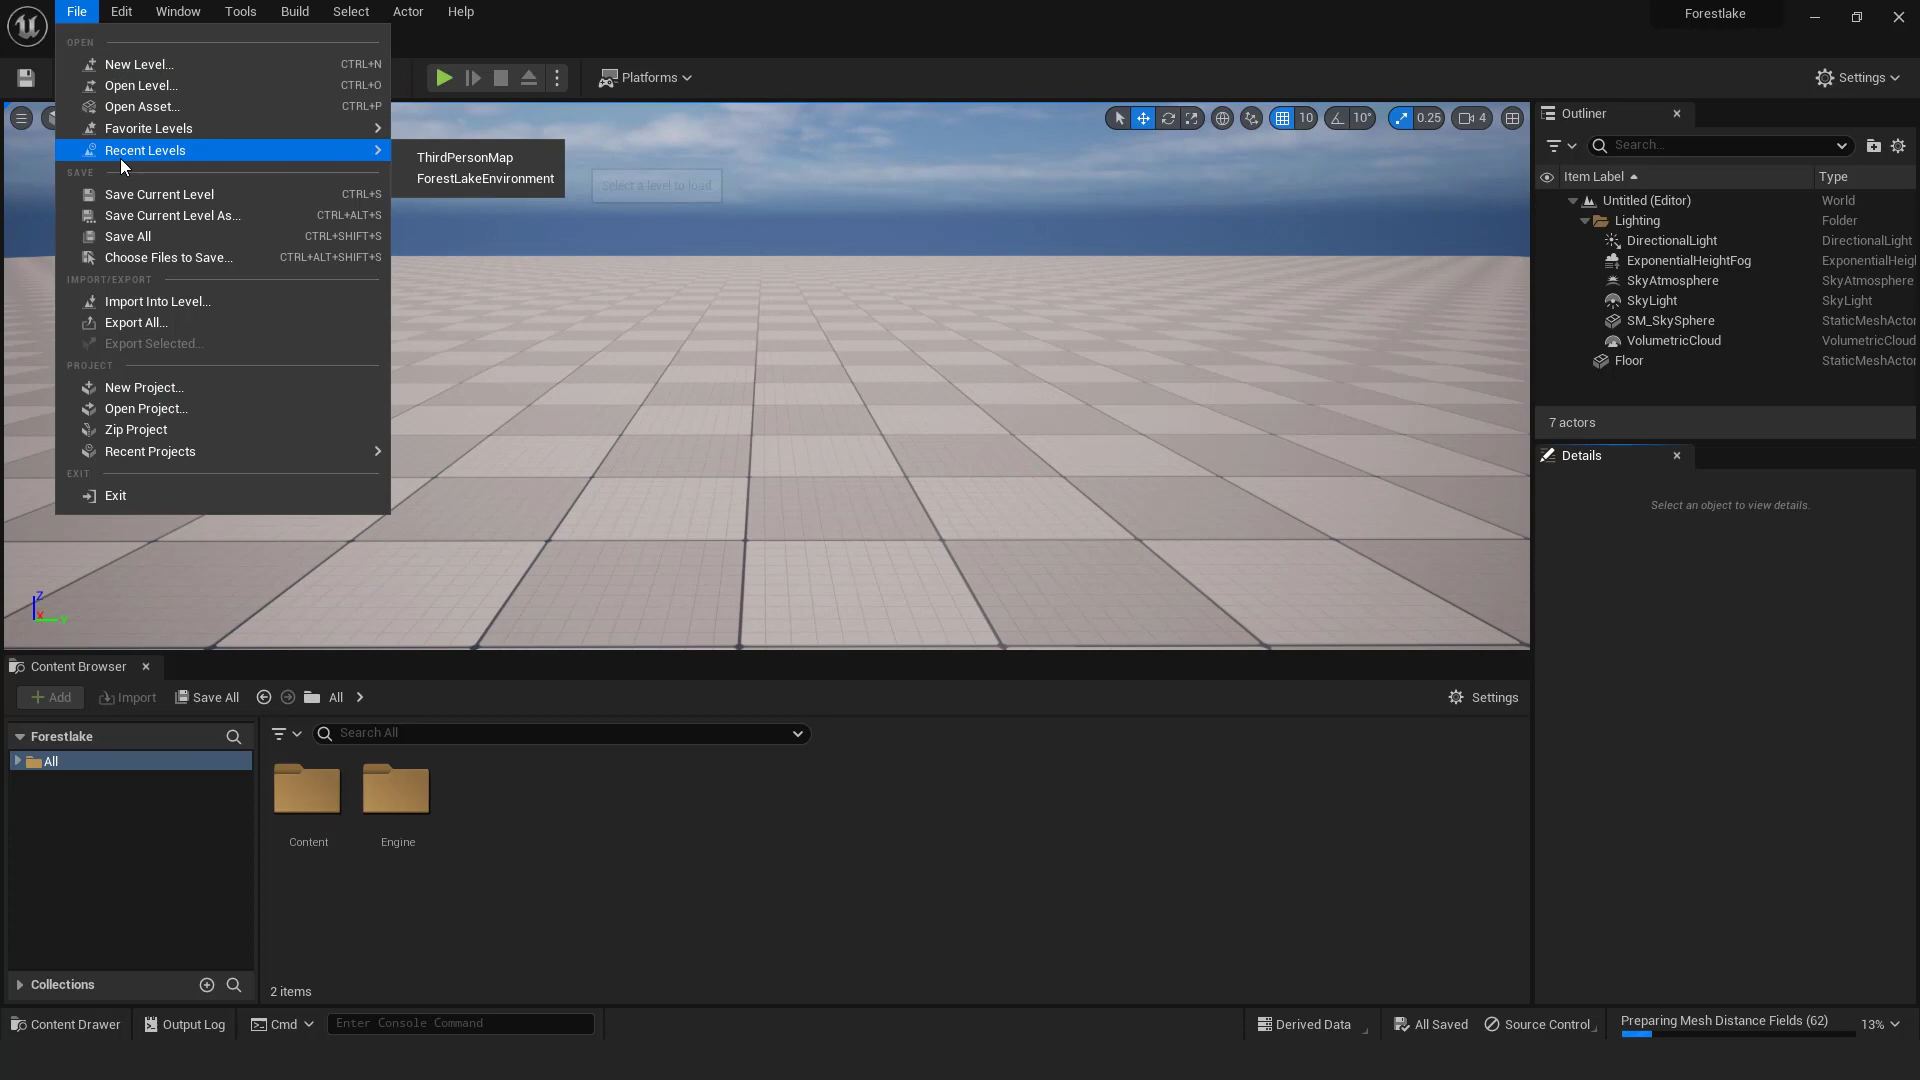 File Edit Window Tools Build Select Actor Help
Forestlake
OPEN
New Level... CTRL+N
Open Level... CTRL+O
Open Asset... CTRL+P
Favorite Levels
Recent Levels
ThirdPersonMap
ForestLakeEnvironment
Select a level to load
SAVE
Save Current Level CTRL+S
Save Current Level As... CTRL+ALT+S
Save All CTRL+SHIFT+S
Choose Files to Save... CTRL+ALT+SHIFT+S
IMPORT/EXPORT
Import Into Level...
Export All...
Export Selected...
PROJECT
New Project...
Open Project...
Zip Project
Recent Projects
EXIT
Exit
Platforms
Settings
10 10° 0.25 4
Z
X
Y
Outliner
Search...
Item Label Type
Untitled (Editor) World
Lighting Folder
DirectionalLight DirectionalLight
ExponentialHeightFog ExponentialHeigl
SkyAtmosphere SkyAtmosphere
SkyLight SkyLight
SM_SkySphere StaticMeshActor
VolumetricCloud VolumetricCloud
Floor StaticMeshActor
7 actors
Details
Select an object to view details.
Content Browser
Add Import Save All All Settings
Forestlake
All
Search All
Content
Engine
Collections
2 items
Content Drawer Output Log Cmd Enter Console Command
Derived Data All Saved Source Control Preparing Mesh Distance Fields (62) 13%